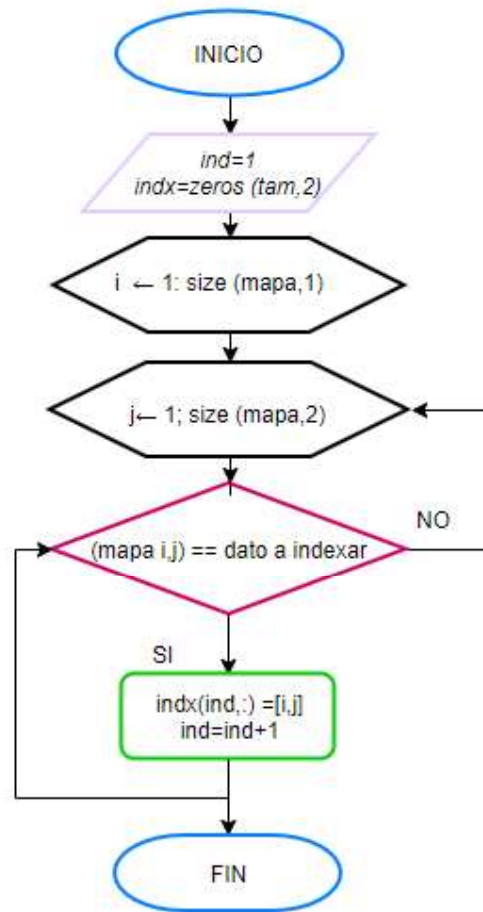 INICIO
ind=1
indx=zeros (tam,2)
i ← 1: size (mapa,1)
j← 1; size (mapa,2)
(mapa i,j) == dato a indexar
NO
SI
indx(ind,:) =[i,j]
ind=ind+1
FIN